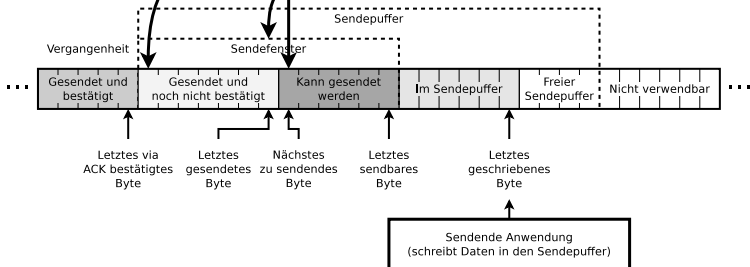 Sendepuffer
Vergangenheit
Sendefenster
Gesendet und
bestätigt
Gesendet und
noch nicht bestätigt
Kann gesendet
werden
Im Sendepuffer
Freier
Sendepuffer
Nicht verwendbar
Letztes via
ACK bestätigtes
Byte
Letztes
gesendetes
Byte
Nächstes
zu sendendes
Byte
Letztes
sendbares
Byte
Letztes
geschriebenes
Byte
Sendende Anwendung
(schreibt Daten in den Sendepuffer)